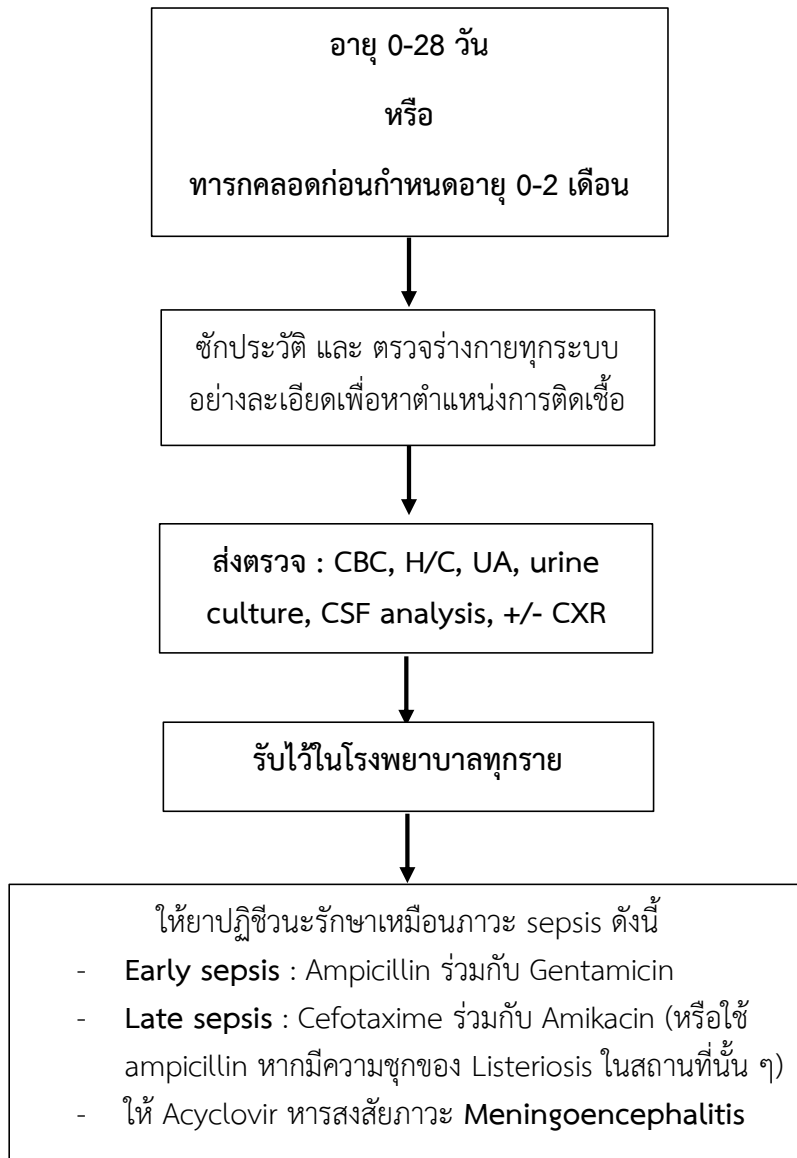 อายุ 0-28 วัน
หรือ
ทารกคลอดก่อนกำหนดอายุ 0-2 เดือน
ซักประวัติ และ ตรวจร่างกายทุกระบบ
อย่างละเอียดเพื่อหาตำแหน่งการติดเชื้อ
ส่งตรวจ : CBC, H/C, UA, urine
culture, CSF analysis, +/- CXR
รับไว้ในโรงพยาบาลทุกราย
ให้ยาปฏิชีวนะรักษาเหมือนภาวะ sepsis ดังนี้
- Early sepsis : Ampicillin ร่วมกับ Gentamicin
- Late sepsis : Cefotaxime ร่วมกับ Amikacin (หรือใช้
ampicillin หากมีความชุกของ Listeriosis ในสถานที่นั้น ๆ)
- ให้ Acyclovir หารสงสัยภาวะ Meningoencephalitis